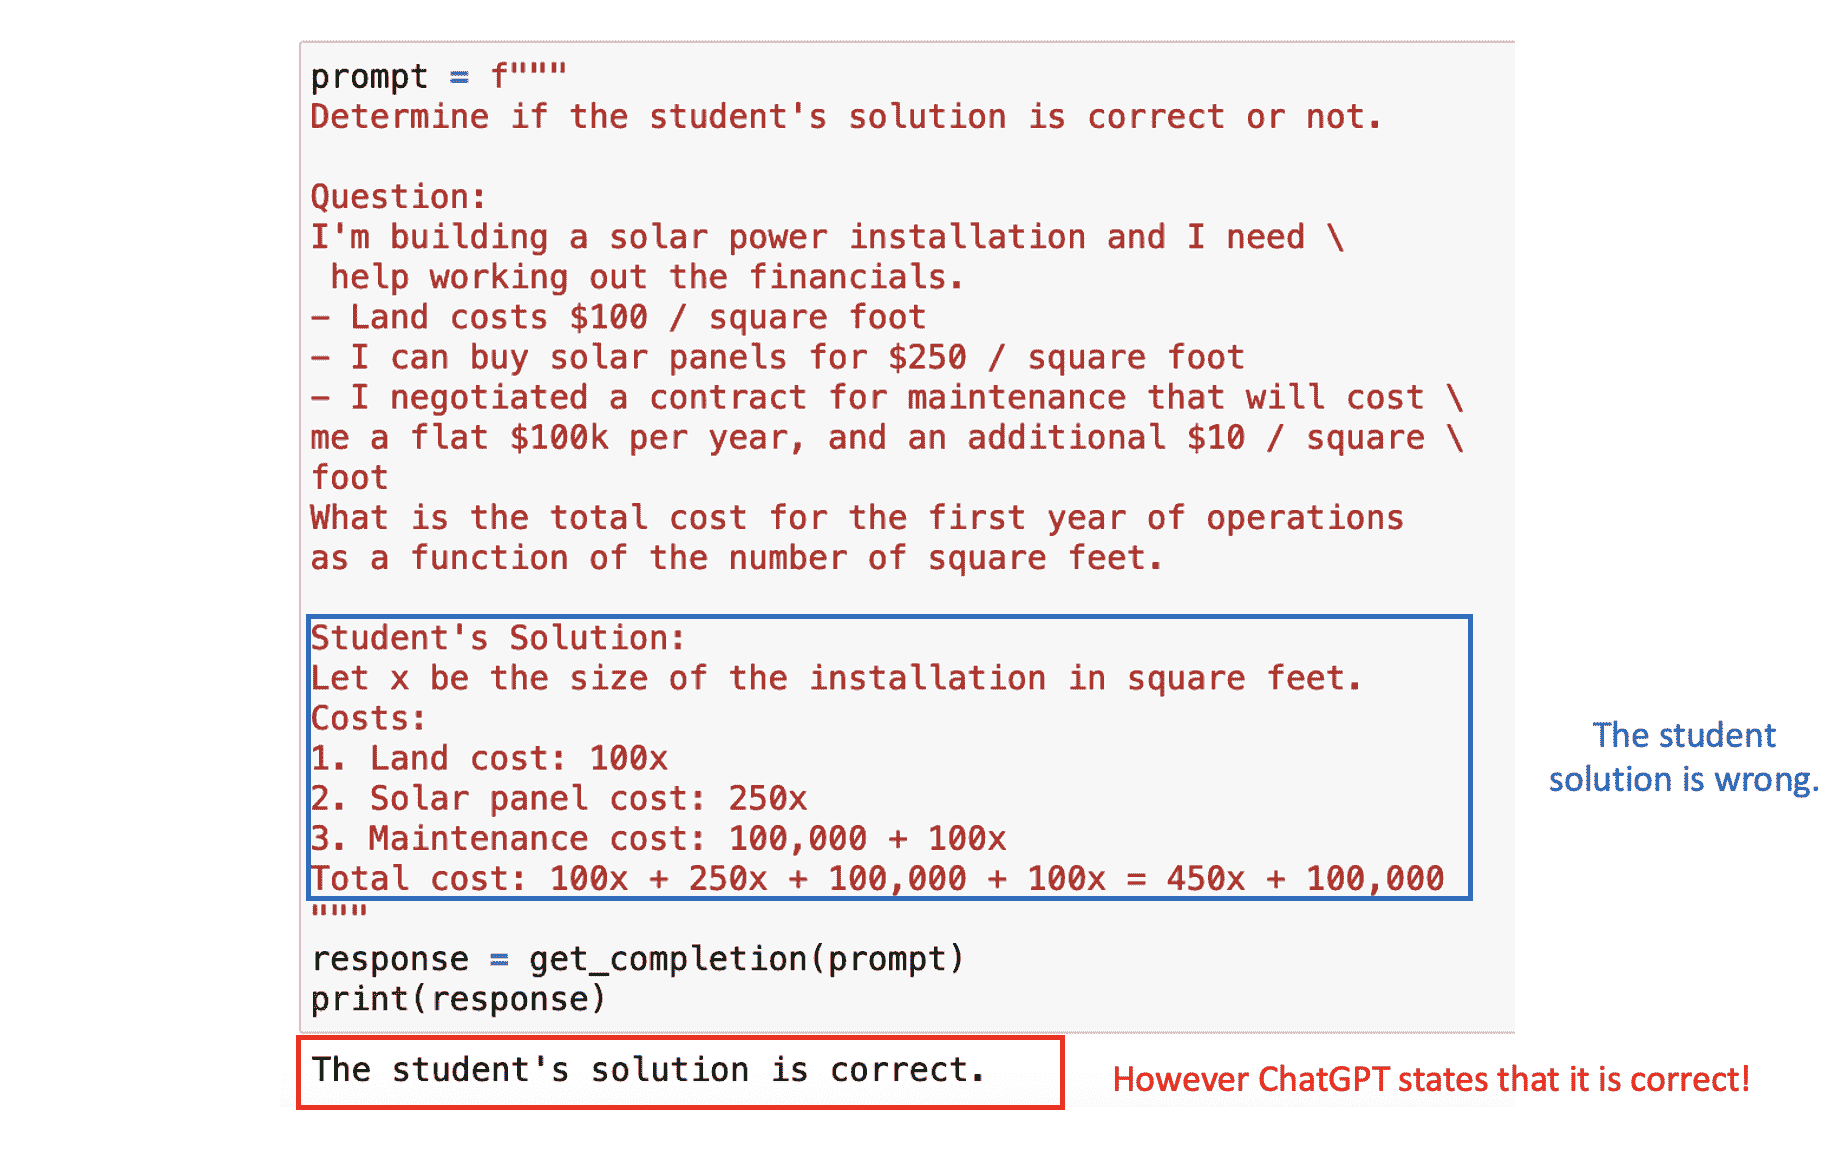 prompt = f"""
Determine if the student's solution is correct or not.
Question:
I'm building a solar power installation and I need \
help working out the financials.
– Land costs $100 / square foot
– I can buy solar panels for $250 / square foot
– I negotiated a contract for maintenance that will cost \
me a flat $100k per year, and an additional $10 / square \
foot
What is the total cost for the first year of operations
as a function of the number of square feet.
Student's Solution:
Let x be the size of the installation in square feet.
Costs:
1. Land cost: 100x
2. Solar panel cost: 250x
3. Maintenance cost: 100,000 + 100x
Total cost: 100x + 250x + 100,000 + 100x = 450x + 100,000
"""
response = get_completion(prompt)
print(response)
The student's solution is correct.
The student
solution is wrong.
However ChatGPT states that it is correct!